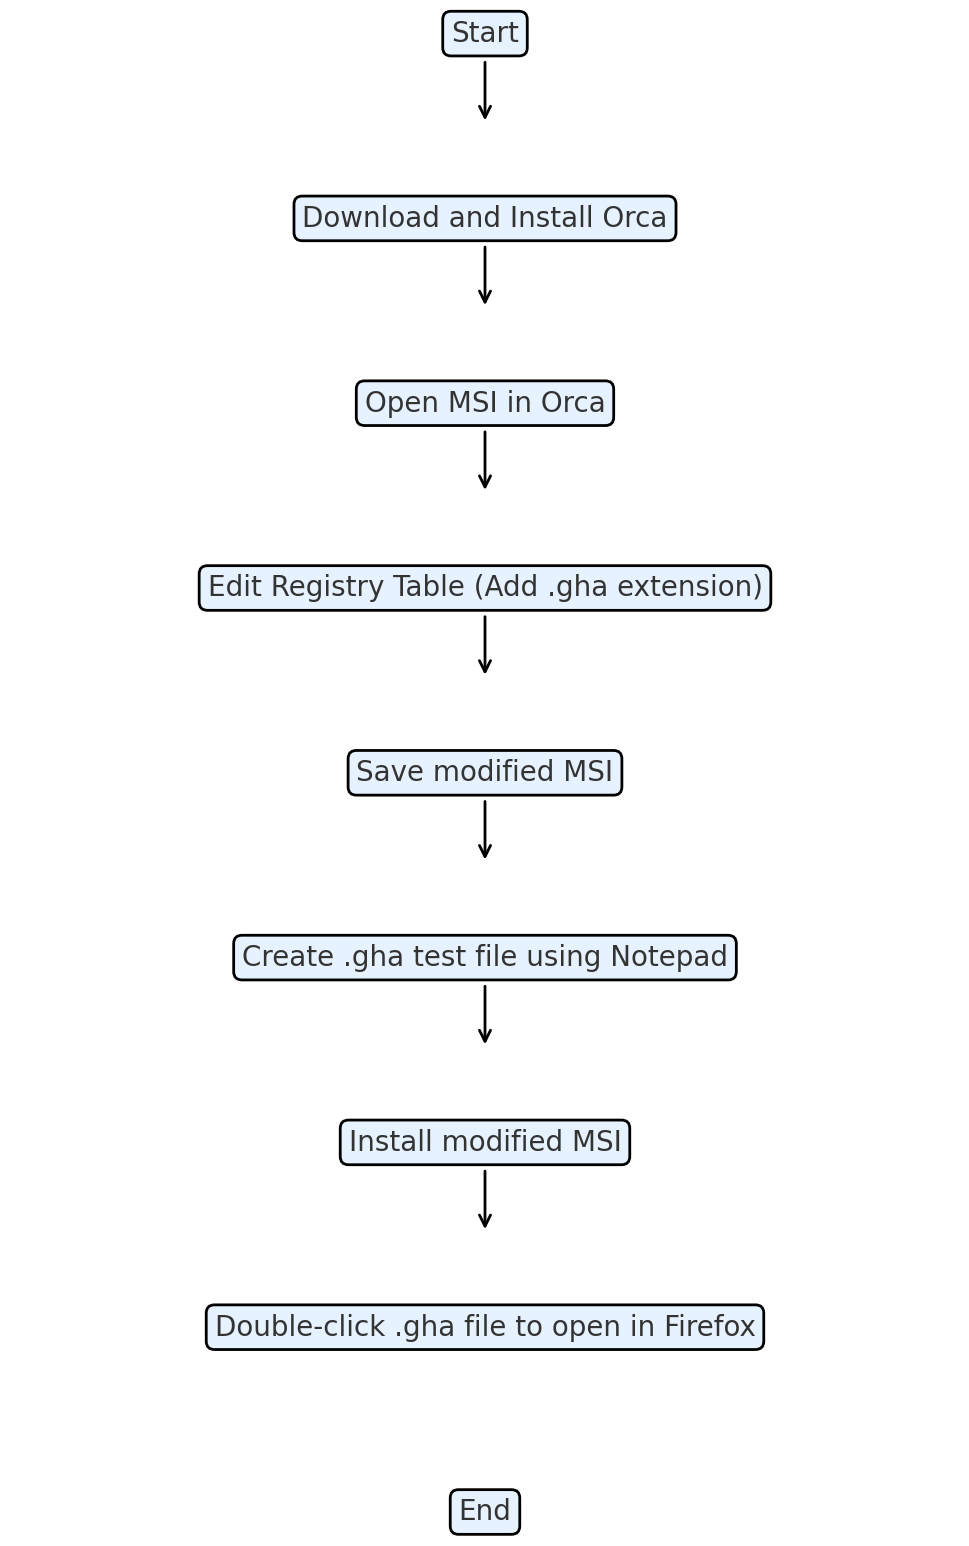 Start
Download and Install Orca
Open MSI in Orca
Edit Registry Table (Add .gha extension)
Save modified MSI
Create .gha test file using Notepad
Install modified MSI
Double-click .gha file to open in Firefox
End